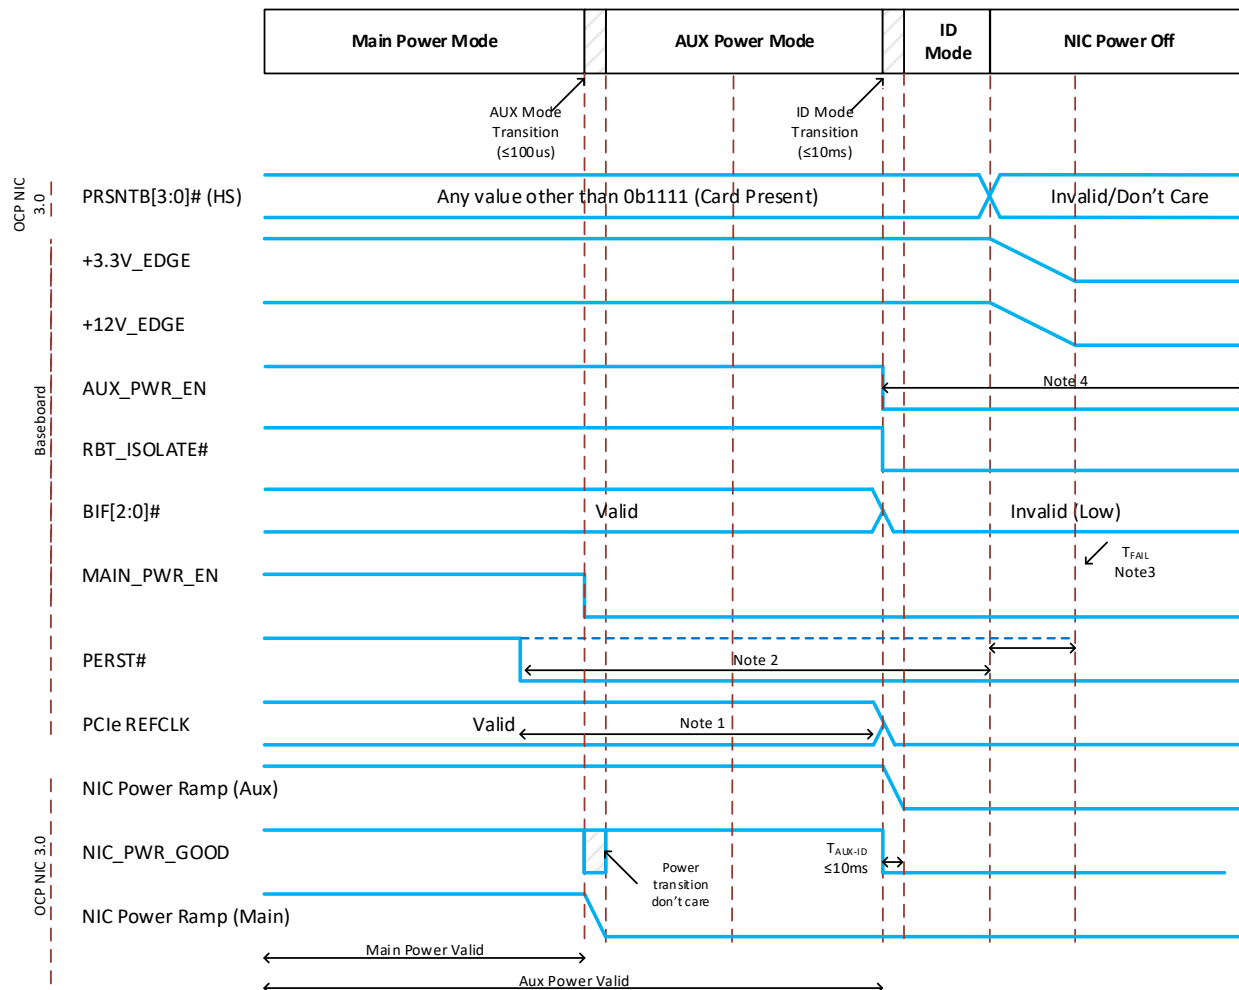 Main Power Mode
AUX Power Mode
ID
Mode
NIC Power Off
AUX Mode
Transition
(≤100us)
ID Mode
Transition
(≤10ms)
OCP NIC
3.0
PRSNTB[3:0]# (HS)
Any value other than 0b1111 (Card Present)
Invalid/Don't Care
+3.3V_EDGE
+12V_EDGE
Baseboard
AUX_PWR_EN
Note 4
RBT_ISOLATE#
BIF[2:0]#
Valid
Invalid (Low)
TFAIL
Note3
MAIN_PWR_EN
PERST#
Note 2
PCIe REFCLK
Valid
Note 1
NIC Power Ramp (Aux)
OCP NIC 3.0
NIC_PWR_GOOD
Power
transition
don't care
TAUX-ID
≤10ms
NIC Power Ramp (Main)
Main Power Valid
Aux Power Valid